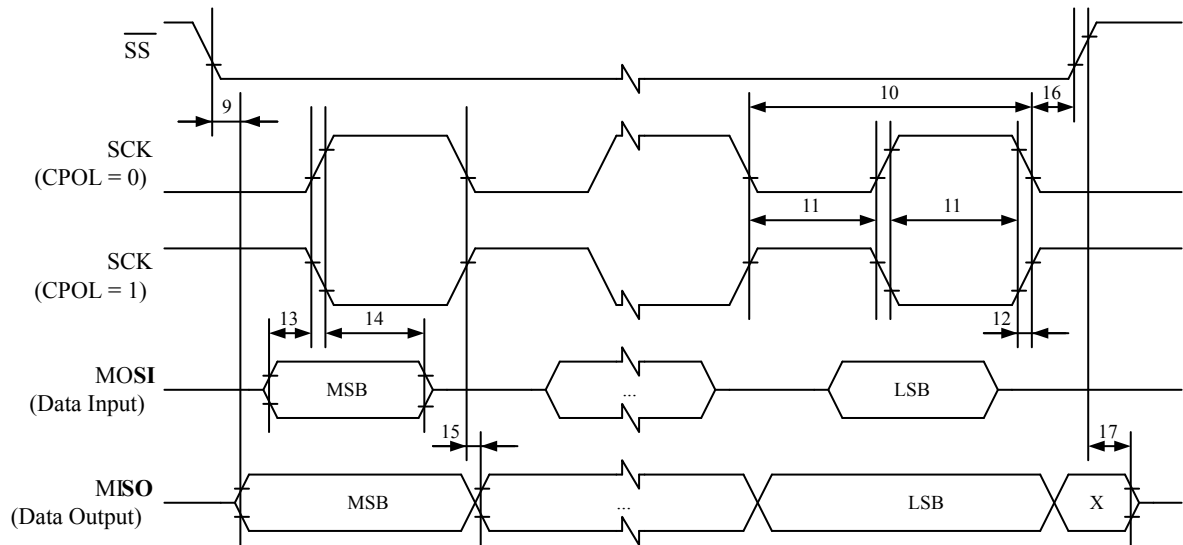 SS
9
10
16
SCK
(CPOL = 0)
11
11
SCK
(CPOL = 1)
13
14
12
MOSI
(Data Input)
MSB
...
LSB
15
17
MISO
(Data Output)
MSB
...
LSB
X